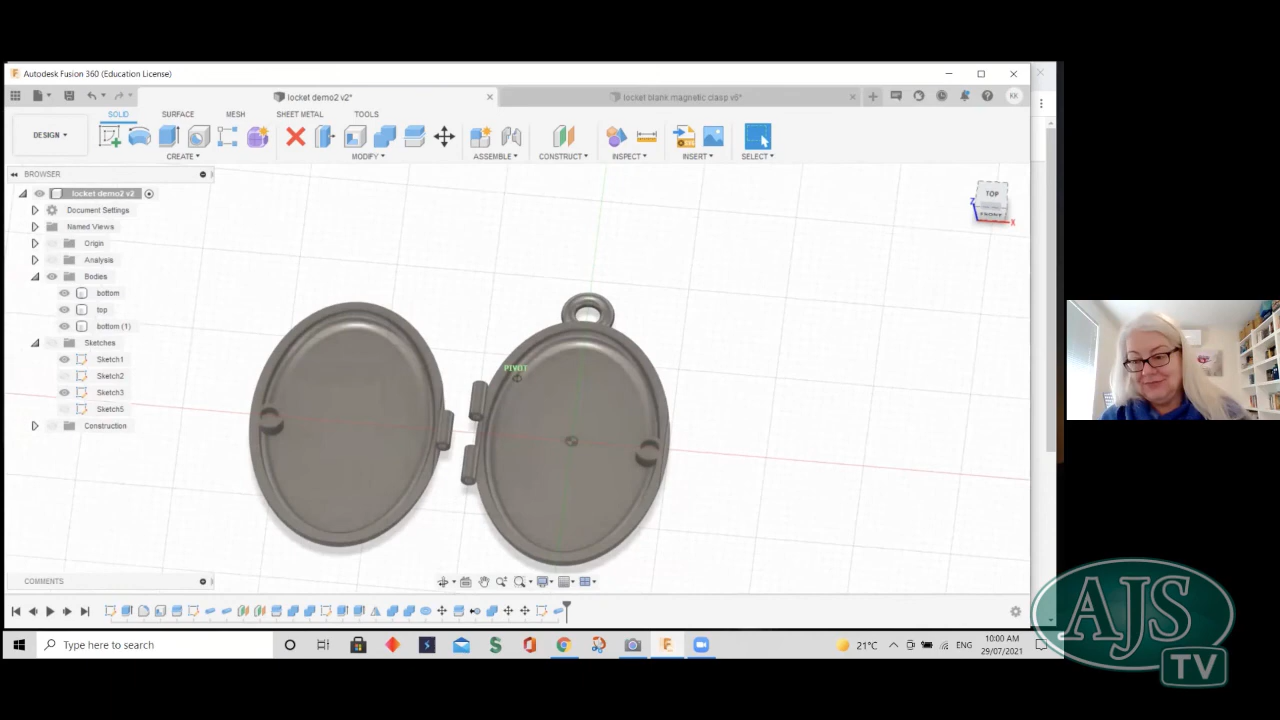 Autodesk Fusion 360 (Education License)
locket demo2 v2*
locket blank magnetic clasp v6*
KK
SOLID
SURFACE
MESH
SHEET METAL
TOOLS
DESIGN
CREATE
MODIFY
ASSEMBLE
CONSTRUCT
INSPECT
INSERT
SELECT
BROWSER
locket demo2 v2
Document Settings
Named Views
Origin
Analysis
Bodies
bottom
top
bottom (1)
Sketches
Sketch1
Sketch2
Sketch3
Sketch5
Construction
TOP
FRONT
Z
X
PIVOT
COMMENTS
Type here to search
21°C
ENG
10:00 AM
29/07/2021
AJS
TV